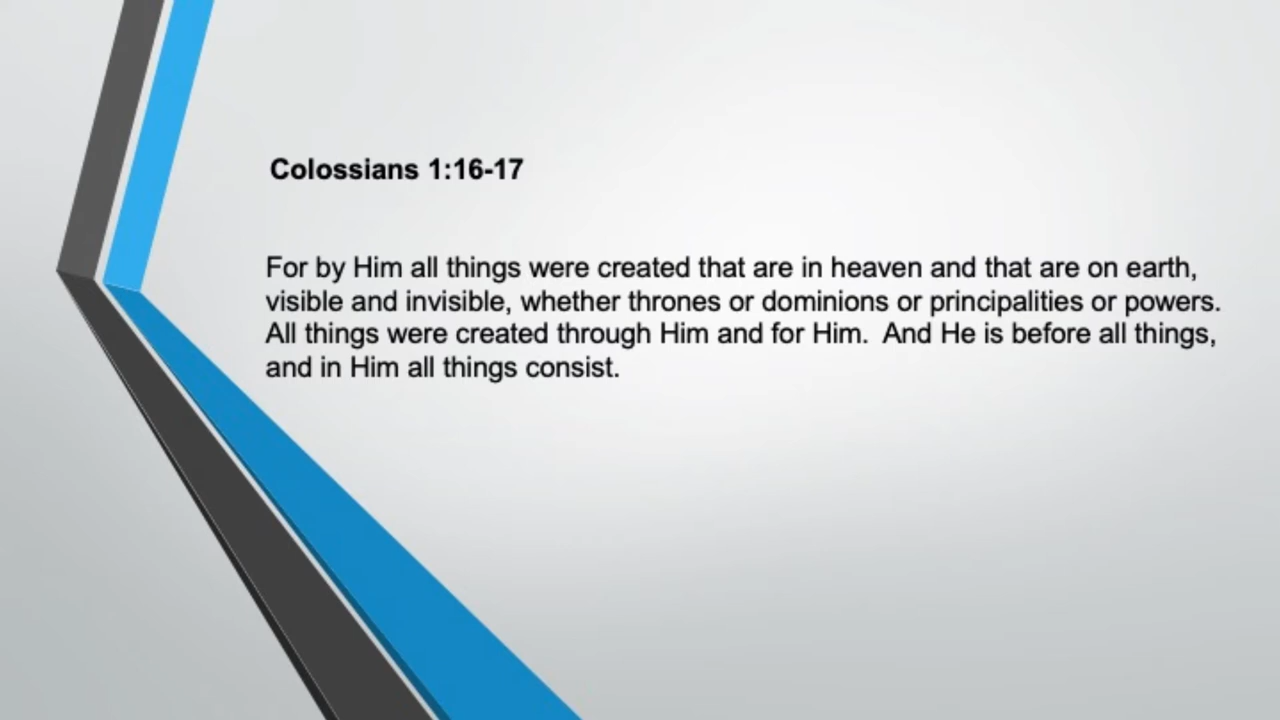 Colossians 1:16-17
For by Him all things were created that are in heaven and that are on earth,
visible and invisible, whether thrones or dominions or principalities or powers.
All things were created through Him and for Him.  And He is before all things,
and in Him all things consist.